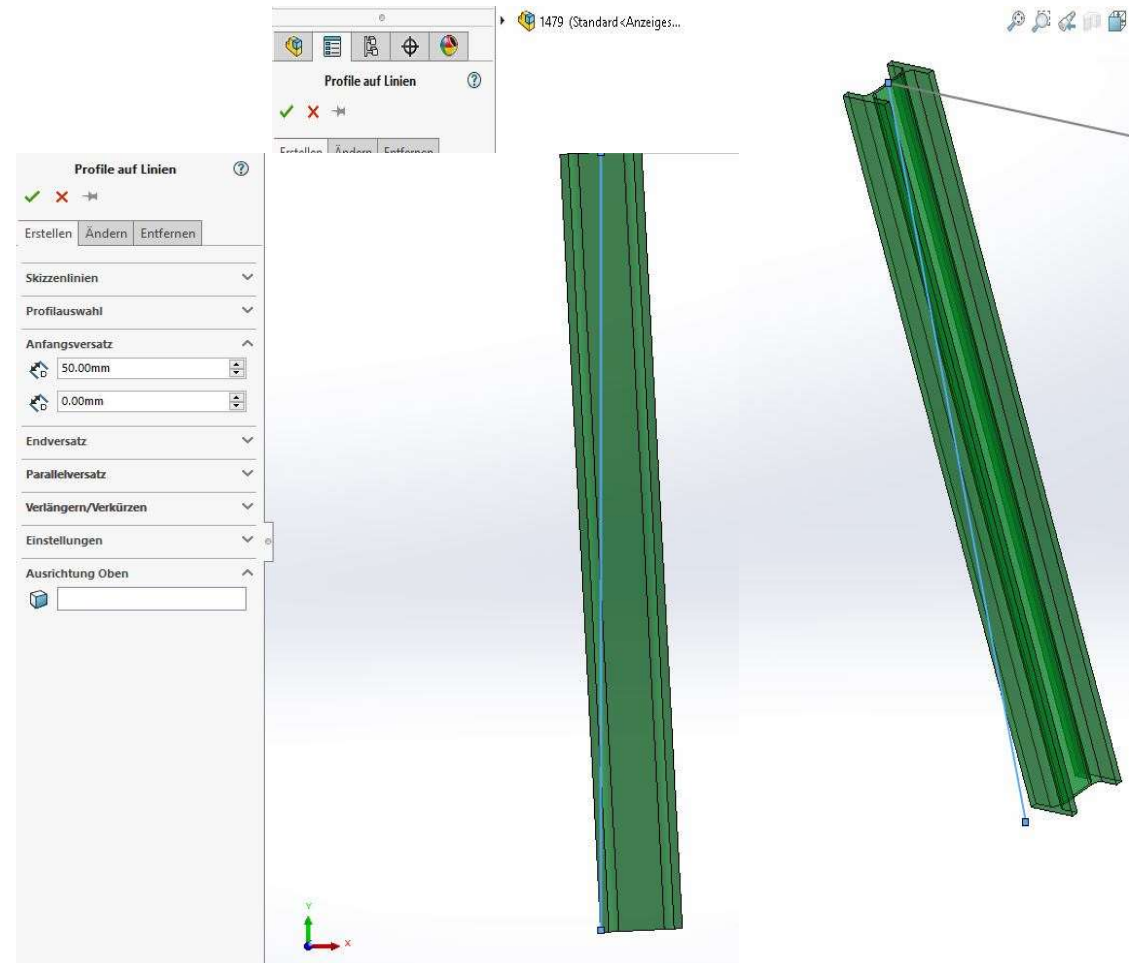 1479 (Standard<Anzeiges...
Profile auf Linien
Erstellen Ändern Entfernen
Profile auf Linien
Erstellen Ändern Entfernen
Skizzenlinien
Profilauswahl
Anfangsversatz
D 50.00mm
D 0.00mm
Endversatz
Parallelversatz
Verlängern/Verkürzen
Einstellungen
Ausrichtung Oben
Y
X